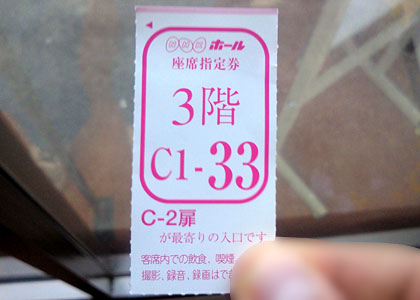 ホール
座席指定券
3階
C1-33
C-2扉
が最寄りの入口です
客席内での飲食、喫煙
撮影、録音、録画はで